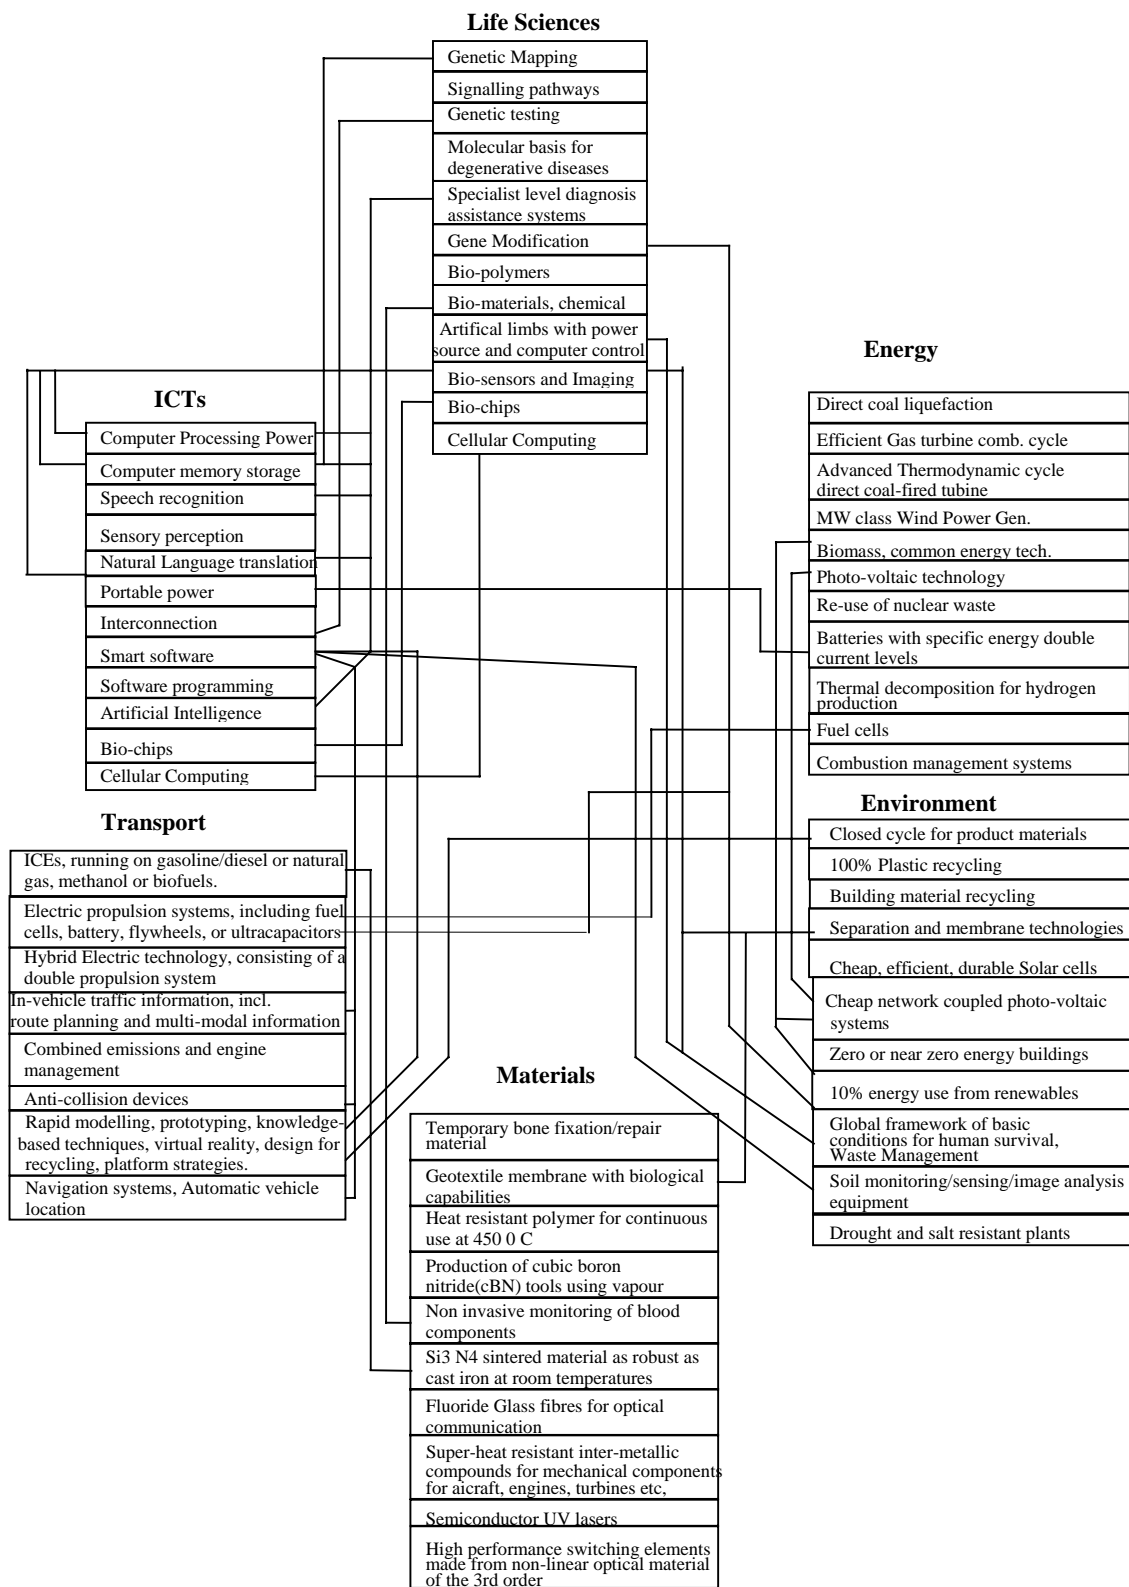 Life Sciences
Genetic Mapping
Signalling pathways
Genetic testing
Molecular basis for
degenerative diseases
Specialist level diagnosis
assistance systems
Gene Modification
Bio-polymers
Bio-materials, chemical
Artifical limbs with power
source and computer control
Bio-sensors and Imaging
Bio-chips
Cellular Computing
ICTs
Computer Processing Power
Computer memory storage
Speech recognition
Sensory perception
Natural Language translation
Portable power
Interconnection
Smart software
Software programming
Artificial Intelligence
Bio-chips
Cellular Computing
Energy
Direct coal liquefaction
Efficient Gas turbine comb. cycle
Advanced Thermodynamic cycle
direct coal-fired tubine
MW class Wind Power Gen.
Biomass, common energy tech.
Photo-voltaic technology
Re-use of nuclear waste
Batteries with specific energy double
current levels
Thermal decomposition for hydrogen
production
Fuel cells
Combustion management systems
Transport
ICEs, running on gasoline/diesel or natural
gas, methanol or biofuels.
Electric propulsion systems, including fuel
cells, battery, flywheels, or ultracapacitors
Hybrid Electric technology, consisting of a
double propulsion system
In-vehicle traffic information, incl.
route planning and multi-modal information
Combined emissions and engine
management
Anti-collision devices
Rapid modelling, prototyping, knowledge-
based techniques, virtual reality, design for
recycling, platform strategies.
Navigation systems, Automatic vehicle
location
Environment
Closed cycle for product materials
100% Plastic recycling
Building material recycling
Separation and membrane technologies
Cheap, efficient, durable Solar cells
Cheap network coupled photo-voltaic
systems
Zero or near zero energy buildings
10% energy use from renewables
Global framework of basic
conditions for human survival,
Waste Management
Soil monitoring/sensing/image analysis
equipment
Drought and salt resistant plants
Materials
Temporary bone fixation/repair
material
Geotextile membrane with biological
capabilities
Heat resistant polymer for continuous
use at 450 0 C
Production of cubic boron
nitride(cBN) tools using vapour
Non invasive monitoring of blood
components
Si3 N4 sintered material as robust as
cast iron at room temperatures
Fluoride Glass fibres for optical
communication
Super-heat resistant inter-metallic
compounds for mechanical components
for aicraft, engines, turbines etc,
Semiconductor UV lasers
High performance switching elements
made from non-linear optical material
of the 3rd order